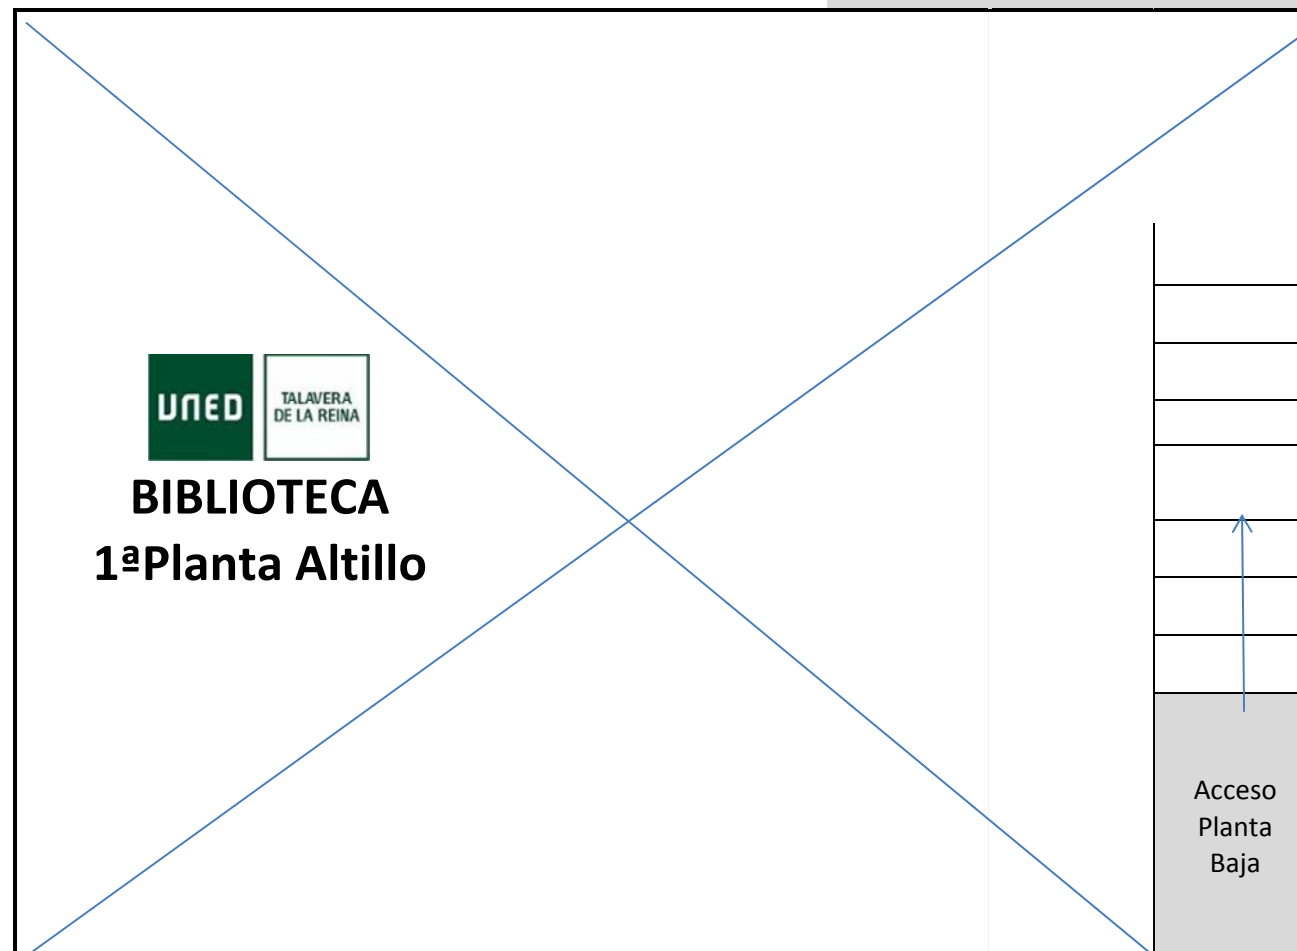 UNED
TALAVERA
DE LA REINA
BIBLIOTECA
1ªPlanta Altillo
Acceso
Planta
Baja